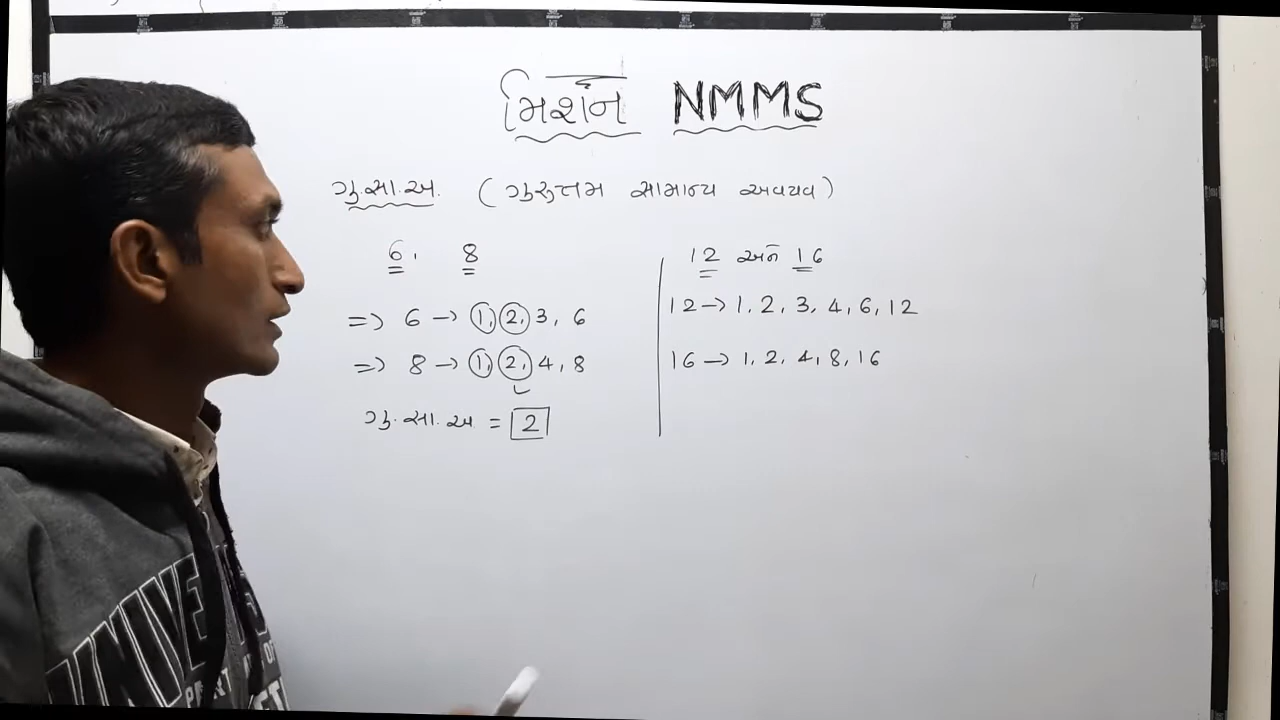 મિશન NMMS
ગુ.સા.અ. (ગુરુત્તમ સામાન્ય અવયવ)
6, 8
=> 6 → 1, 2, 3, 6
=> 8 → 1, 2, 4, 8
ગુ.સા.અ = 2
12 અને 16
12 → 1, 2, 3, 4, 6, 12
16 → 1, 2, 4, 8, 16